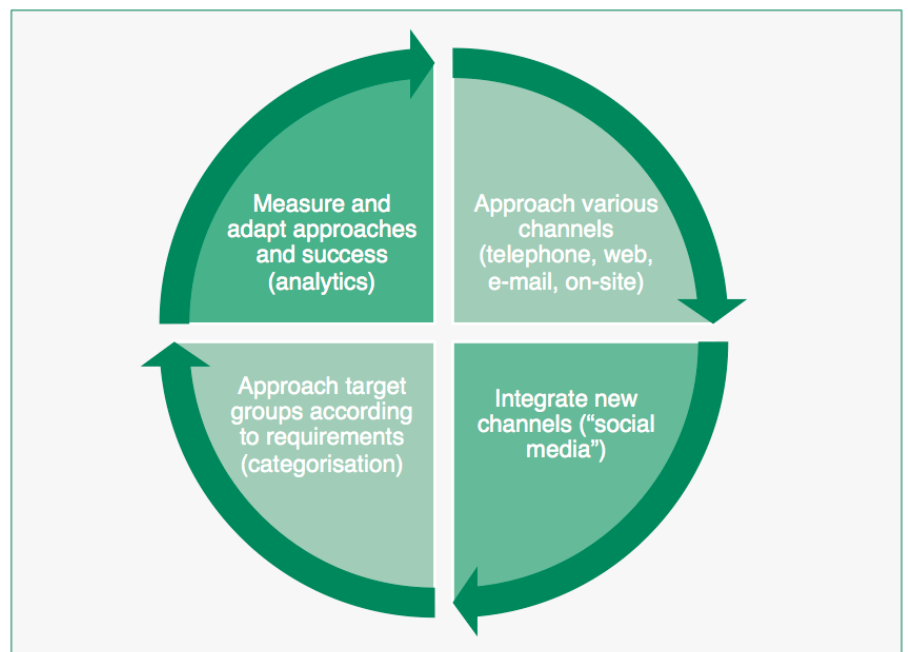 Measure and
adapt approaches
and success
(analytics)
Approach various
channels
(telephone, web,
e-mail, on-site)
Approach target
groups according
to requirements
(categorisation)
Integrate new
channels (“social
media”)